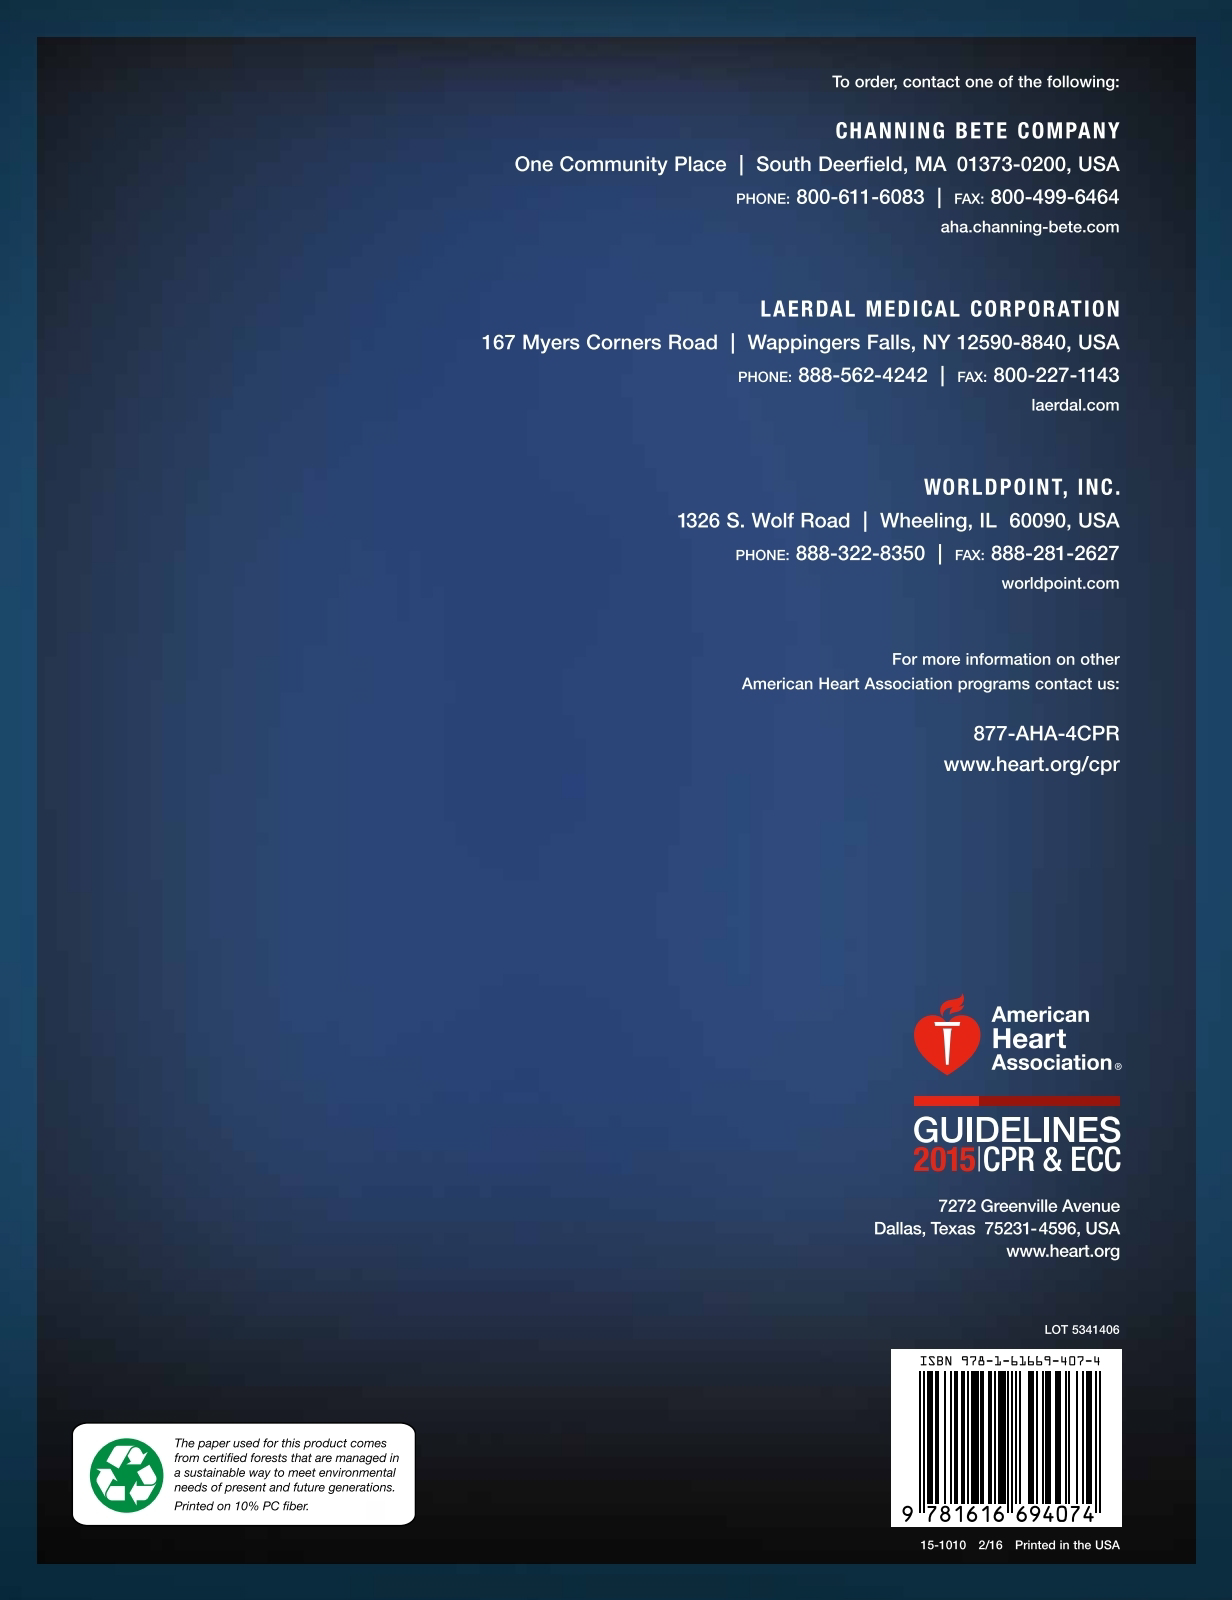 To order, contact one of the following:
CHANNING BETE COMPANY
One Community Place | South Deerfield, MA 01373-0200, USA
PHONE: 800-611-6083 | FAX: 800-499-6464
aha.channing-bete.com
LAERDAL MEDICAL CORPORATION
167 Myers Corners Road | Wappingers Falls, NY 12590-8840, USA
PHONE: 888-562-4242 | FAX: 800-227-1143
laerdal.com
WORLDPOINT, INC.
1326 S. Wolf Road | Wheeling, IL 60090, USA
PHONE: 888-322-8350 | FAX: 888-281-2627
worldpoint.com
For more information on other
American Heart Association programs contact us:
877-AHA-4CPR
www.heart.org/cpr
American
Heart
Association®
GUIDELINES
2015|CPR & ECC
7272 Greenville Avenue
Dallas, Texas 75231-4596, USA
www.heart.org
LOT 5341406
ISBN 978-1-61669-407-4
9 781616 694074
15-1010 2/16 Printed in the USA
The paper used for this product comes
from certified forests that are managed in
a sustainable way to meet environmental
needs of present and future generations.
Printed on 10% PC fiber.